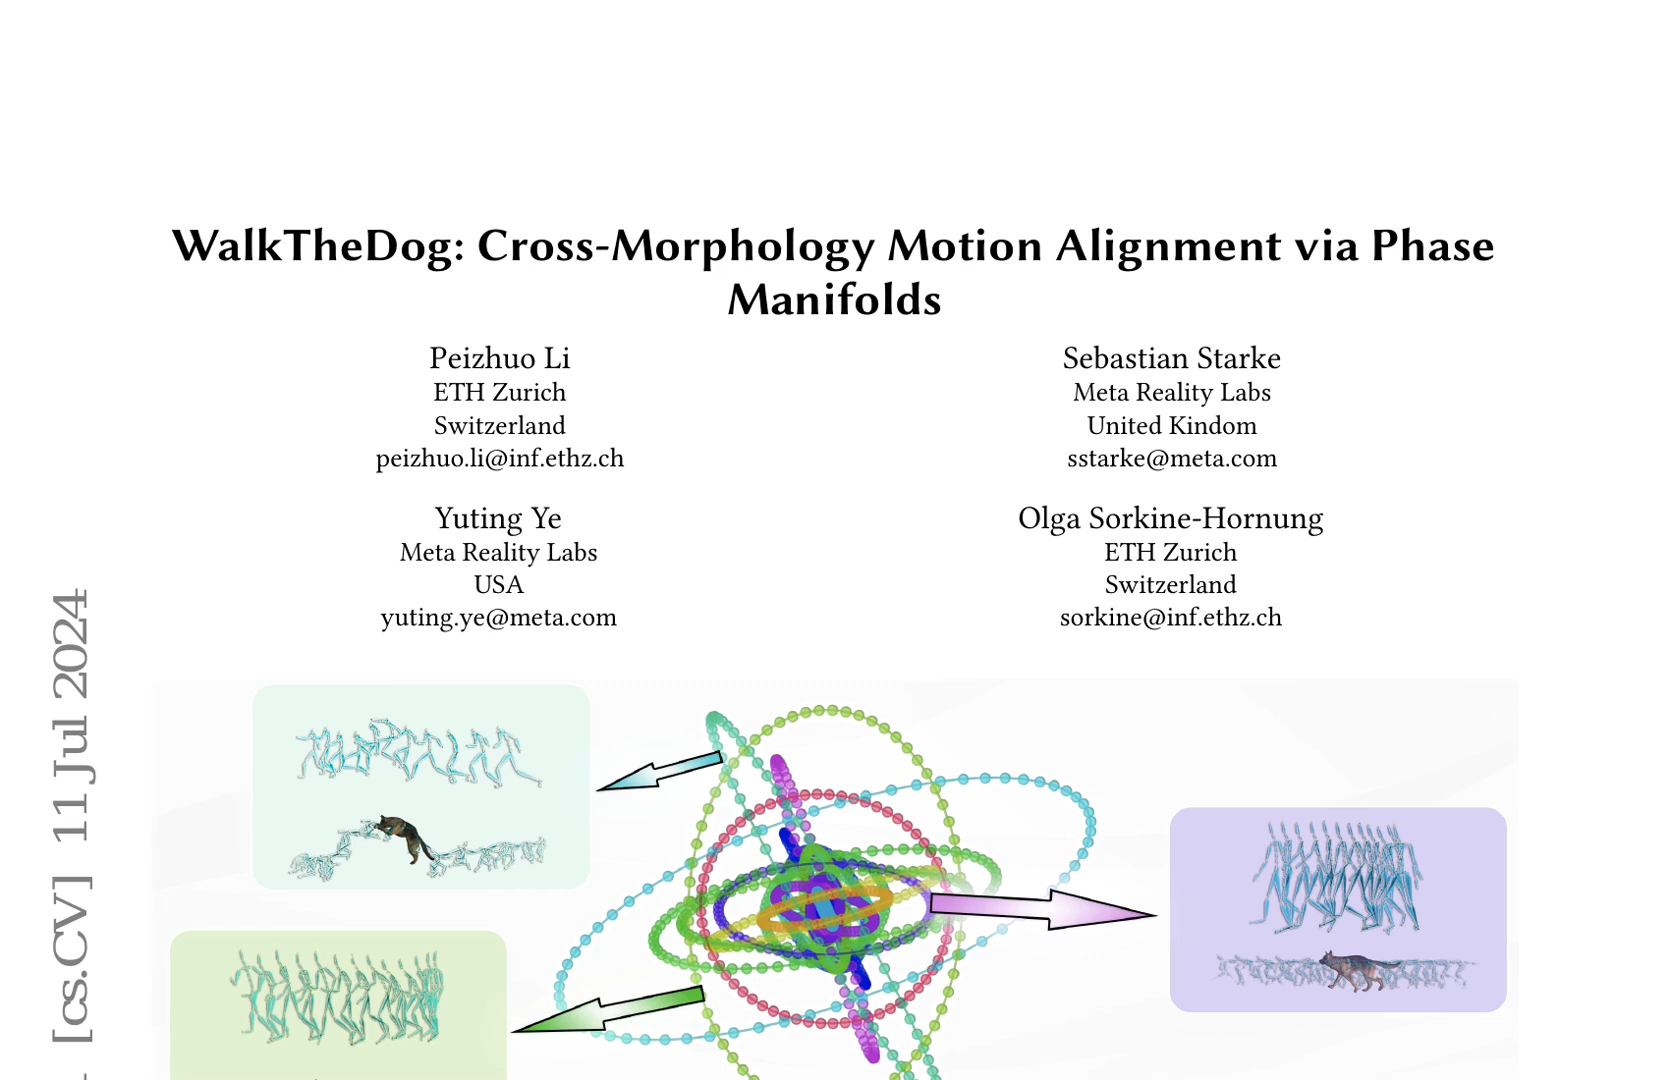 WalkTheDog: Cross-Morphology Motion Alignment via Phase
Manifolds
Peizhuo Li
ETH Zurich
Switzerland
peizhuo.li@inf.ethz.ch
Sebastian Starke
Meta Reality Labs
United Kindom
sstarke@meta.com
Yuting Ye
Meta Reality Labs
USA
yuting.ye@meta.com
Olga Sorkine-Hornung
ETH Zurich
Switzerland
sorkine@inf.ethz.ch
[cs.CV] 11 Jul 2024